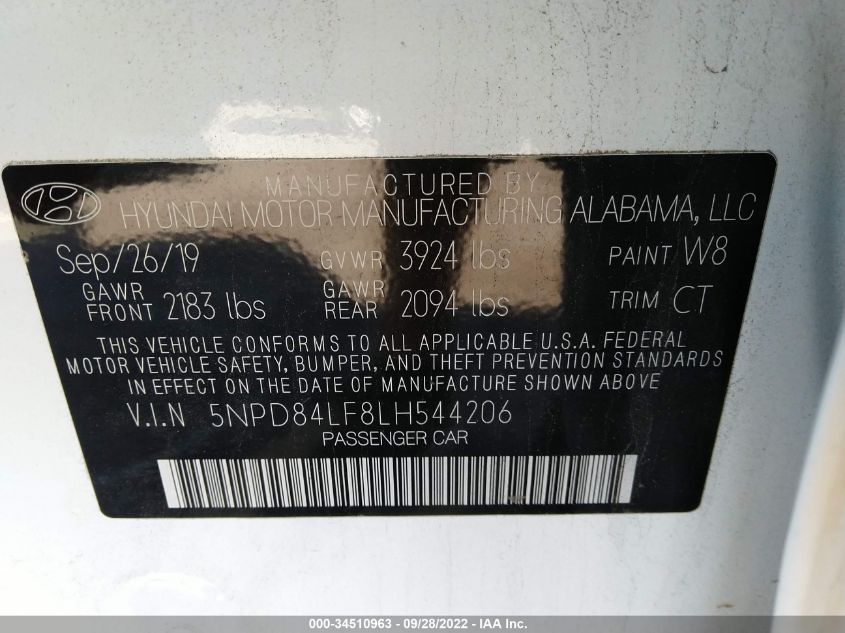 MANUFACTURED BY
HYUNDAI MOTOR MANUFACTURING ALABAMA, LLC
Sep/26/19 GVWR 3924 lbs PAINT W8
GAWR FRONT 2183 lbs GAWR REAR 2094 lbs TRIM CT
THIS VEHICLE CONFORMS TO ALL APPLICABLE U.S.A. FEDERAL
MOTOR VEHICLE SAFETY, BUMPER, AND THEFT PREVENTION STANDARDS
IN EFFECT ON THE DATE OF MANUFACTURE SHOWN ABOVE
V.I.N 5NPD84LF8LH544206
PASSENGER CAR
000-34510963 - 09/28/2022 - IAA Inc.